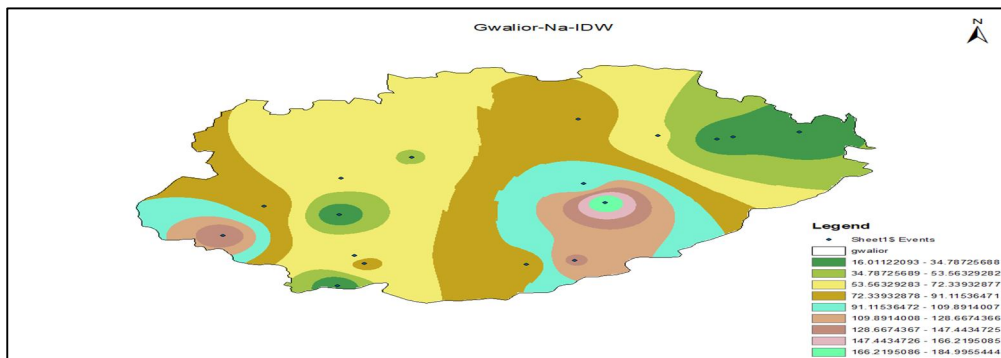 Gwalior-Na-IDW
N
Legend
Sheet1$ Events
gwalior
16.01122093 - 34.78725688
34.78725689 - 53.56329282
53.56329283 - 72.33932877
72.33932878 - 91.11536471
91.11536472 - 109.8914007
109.8914008 - 128.6674366
128.6674367 - 147.4434725
147.4434726 - 166.2195085
166.2195086 - 184.9955444